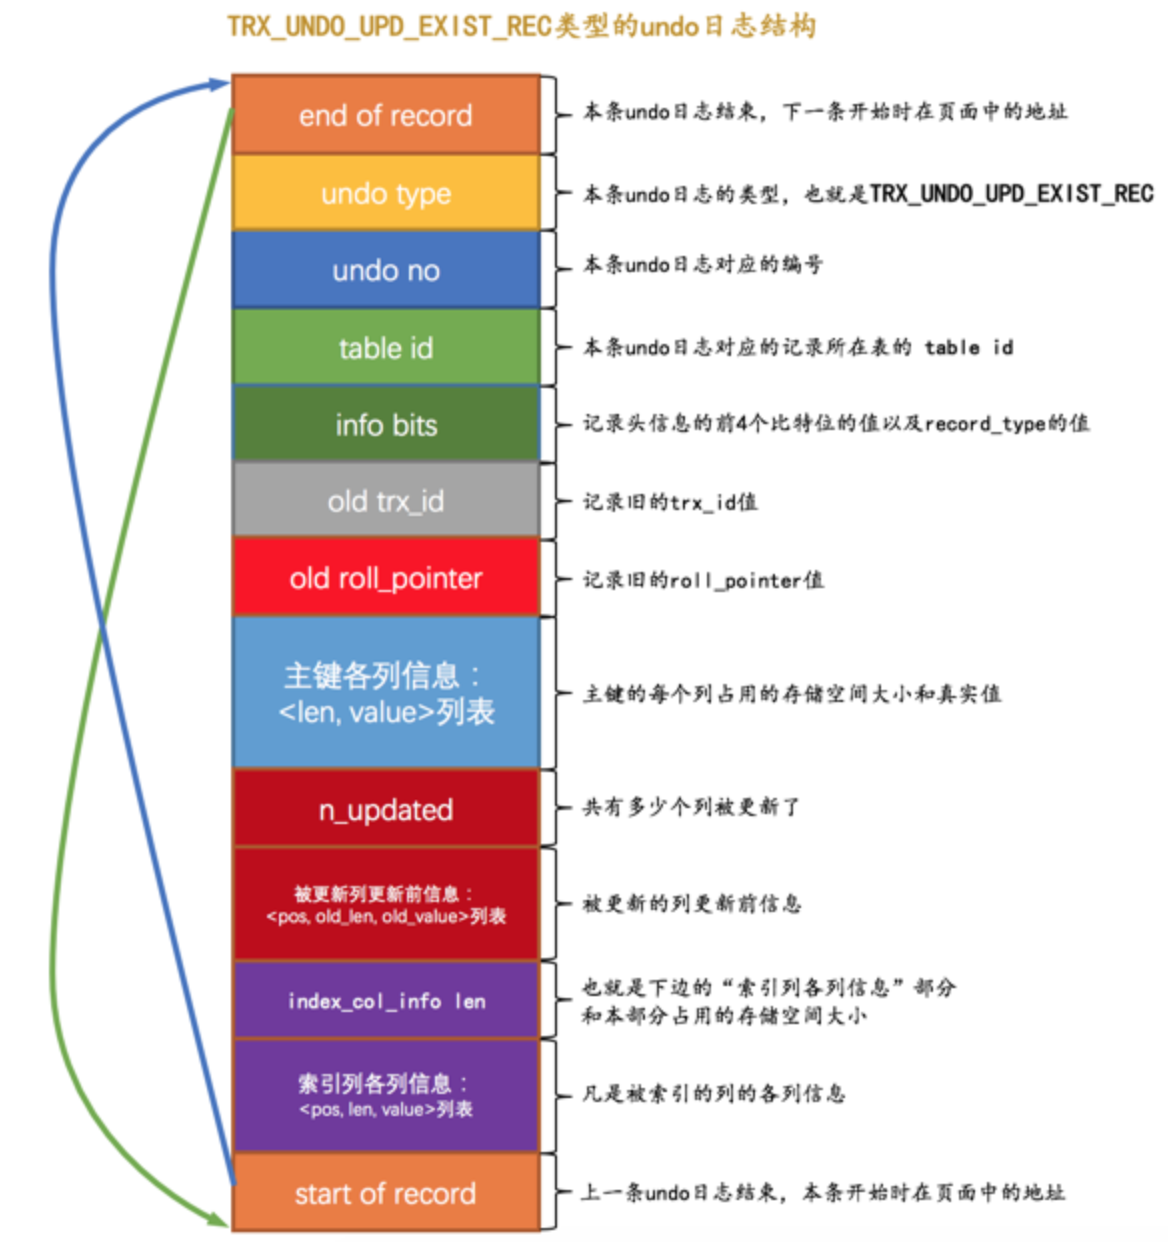 TRX_UNDO_UPD_EXIST_REC类型的undo日志结构
end of record
本条undo日志结束，下一条开始时在页面中的地址
undo type
本条undo日志的类型，也就是TRX_UNDO_UPD_EXIST_REC
undo no
本条undo日志对应的编号
table id
本条undo日志对应的记录所在表的 table id
info bits
记录头信息的前4个比特位的值以及record_type的值
old trx_id
记录旧的trx_id值
old roll_pointer
记录旧的roll_pointer值
主键各列信息：
<len, value>列表
主键的每个列占用的存储空间大小和真实值
n_updated
共有多少个列被更新了
被更新列更新前信息：
<pos, old_len, old_value>列表
被更新的列更新前信息
index_col_info len
也就是下边的“索引列各列信息”部分
和本部分占用的存储空间大小
索引列各列信息：
<pos, len, value>列表
凡是被索引的列的各列信息
start of record
上一条undo日志结束，本条开始时在页面中的地址